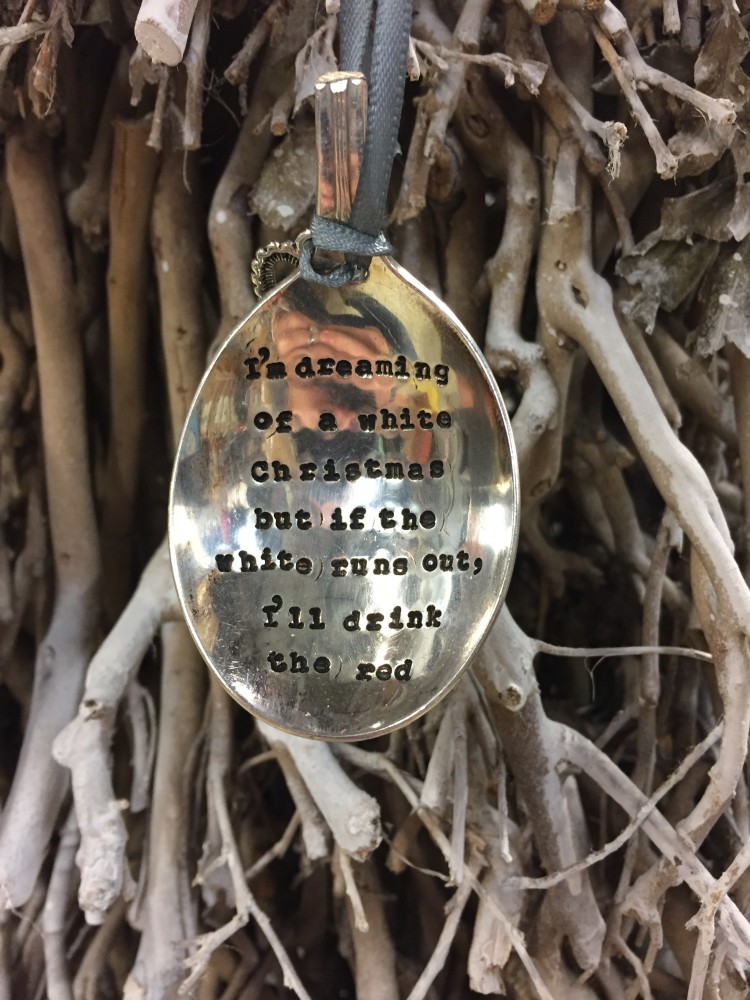 I'm dreaming
of a white
Christmas
but if the
white runs out,
I'll drink
the red